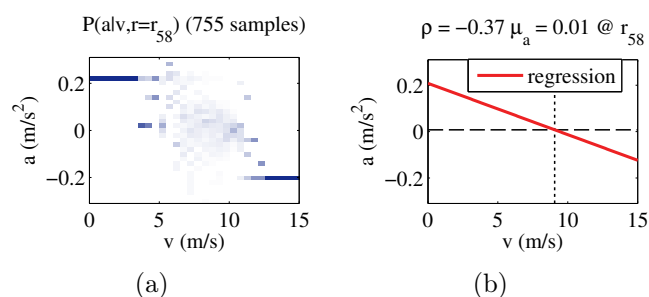 P(a|v,r=r58) (755 samples)
a (m/s2)
0.2
0
−0.2
0
5
10
15
v (m/s)
(a)
ρ = −0.37 μa = 0.01 @ r58
regression
a (m/s2)
0.2
0
−0.2
0
5
10
15
v (m/s)
(b)